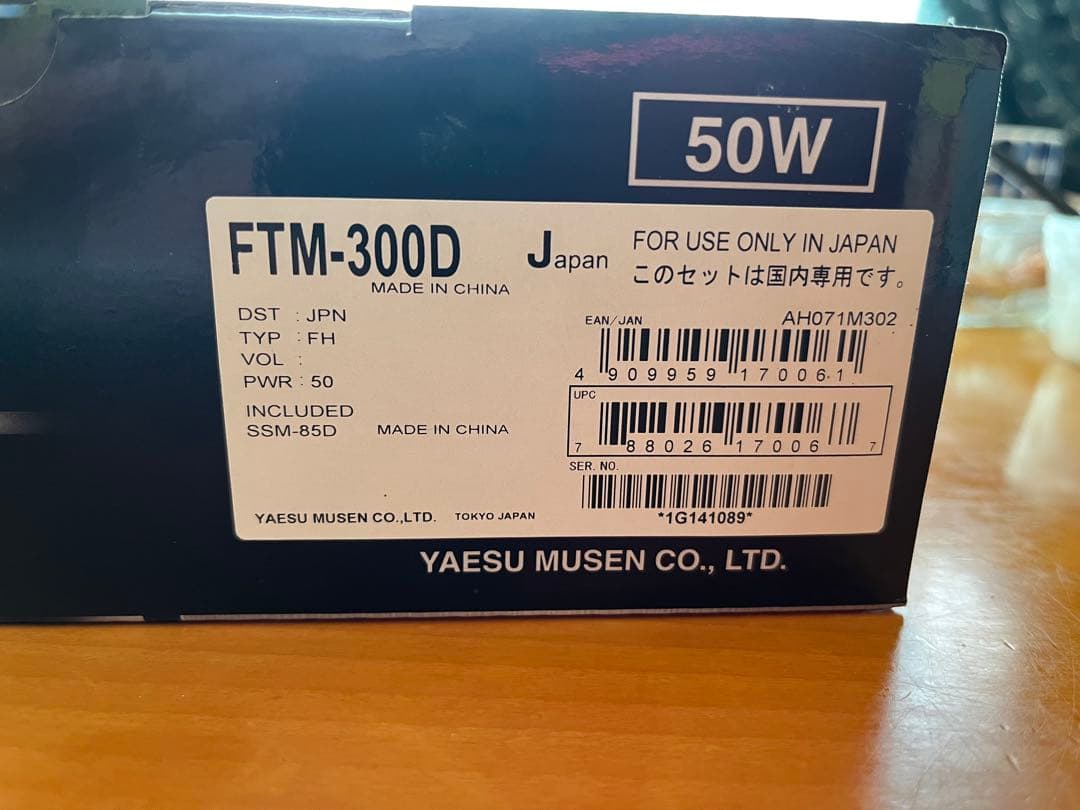 50W
FTM-300D
MADE IN CHINA
Japan
FOR USE ONLY IN JAPAN
このセットは国内専用です。
DST : JPN
TYP : FH
VOL :
PWR : 50
INCLUDED
SSM-85D MADE IN CHINA
EAN/JAN AH071M302
4 909959 170061
UPC
7 88026 17006 7
SER. NO.
*1G141089*
YAESU MUSEN CO.,LTD. TOKYO JAPAN
YAESU MUSEN CO., LTD.